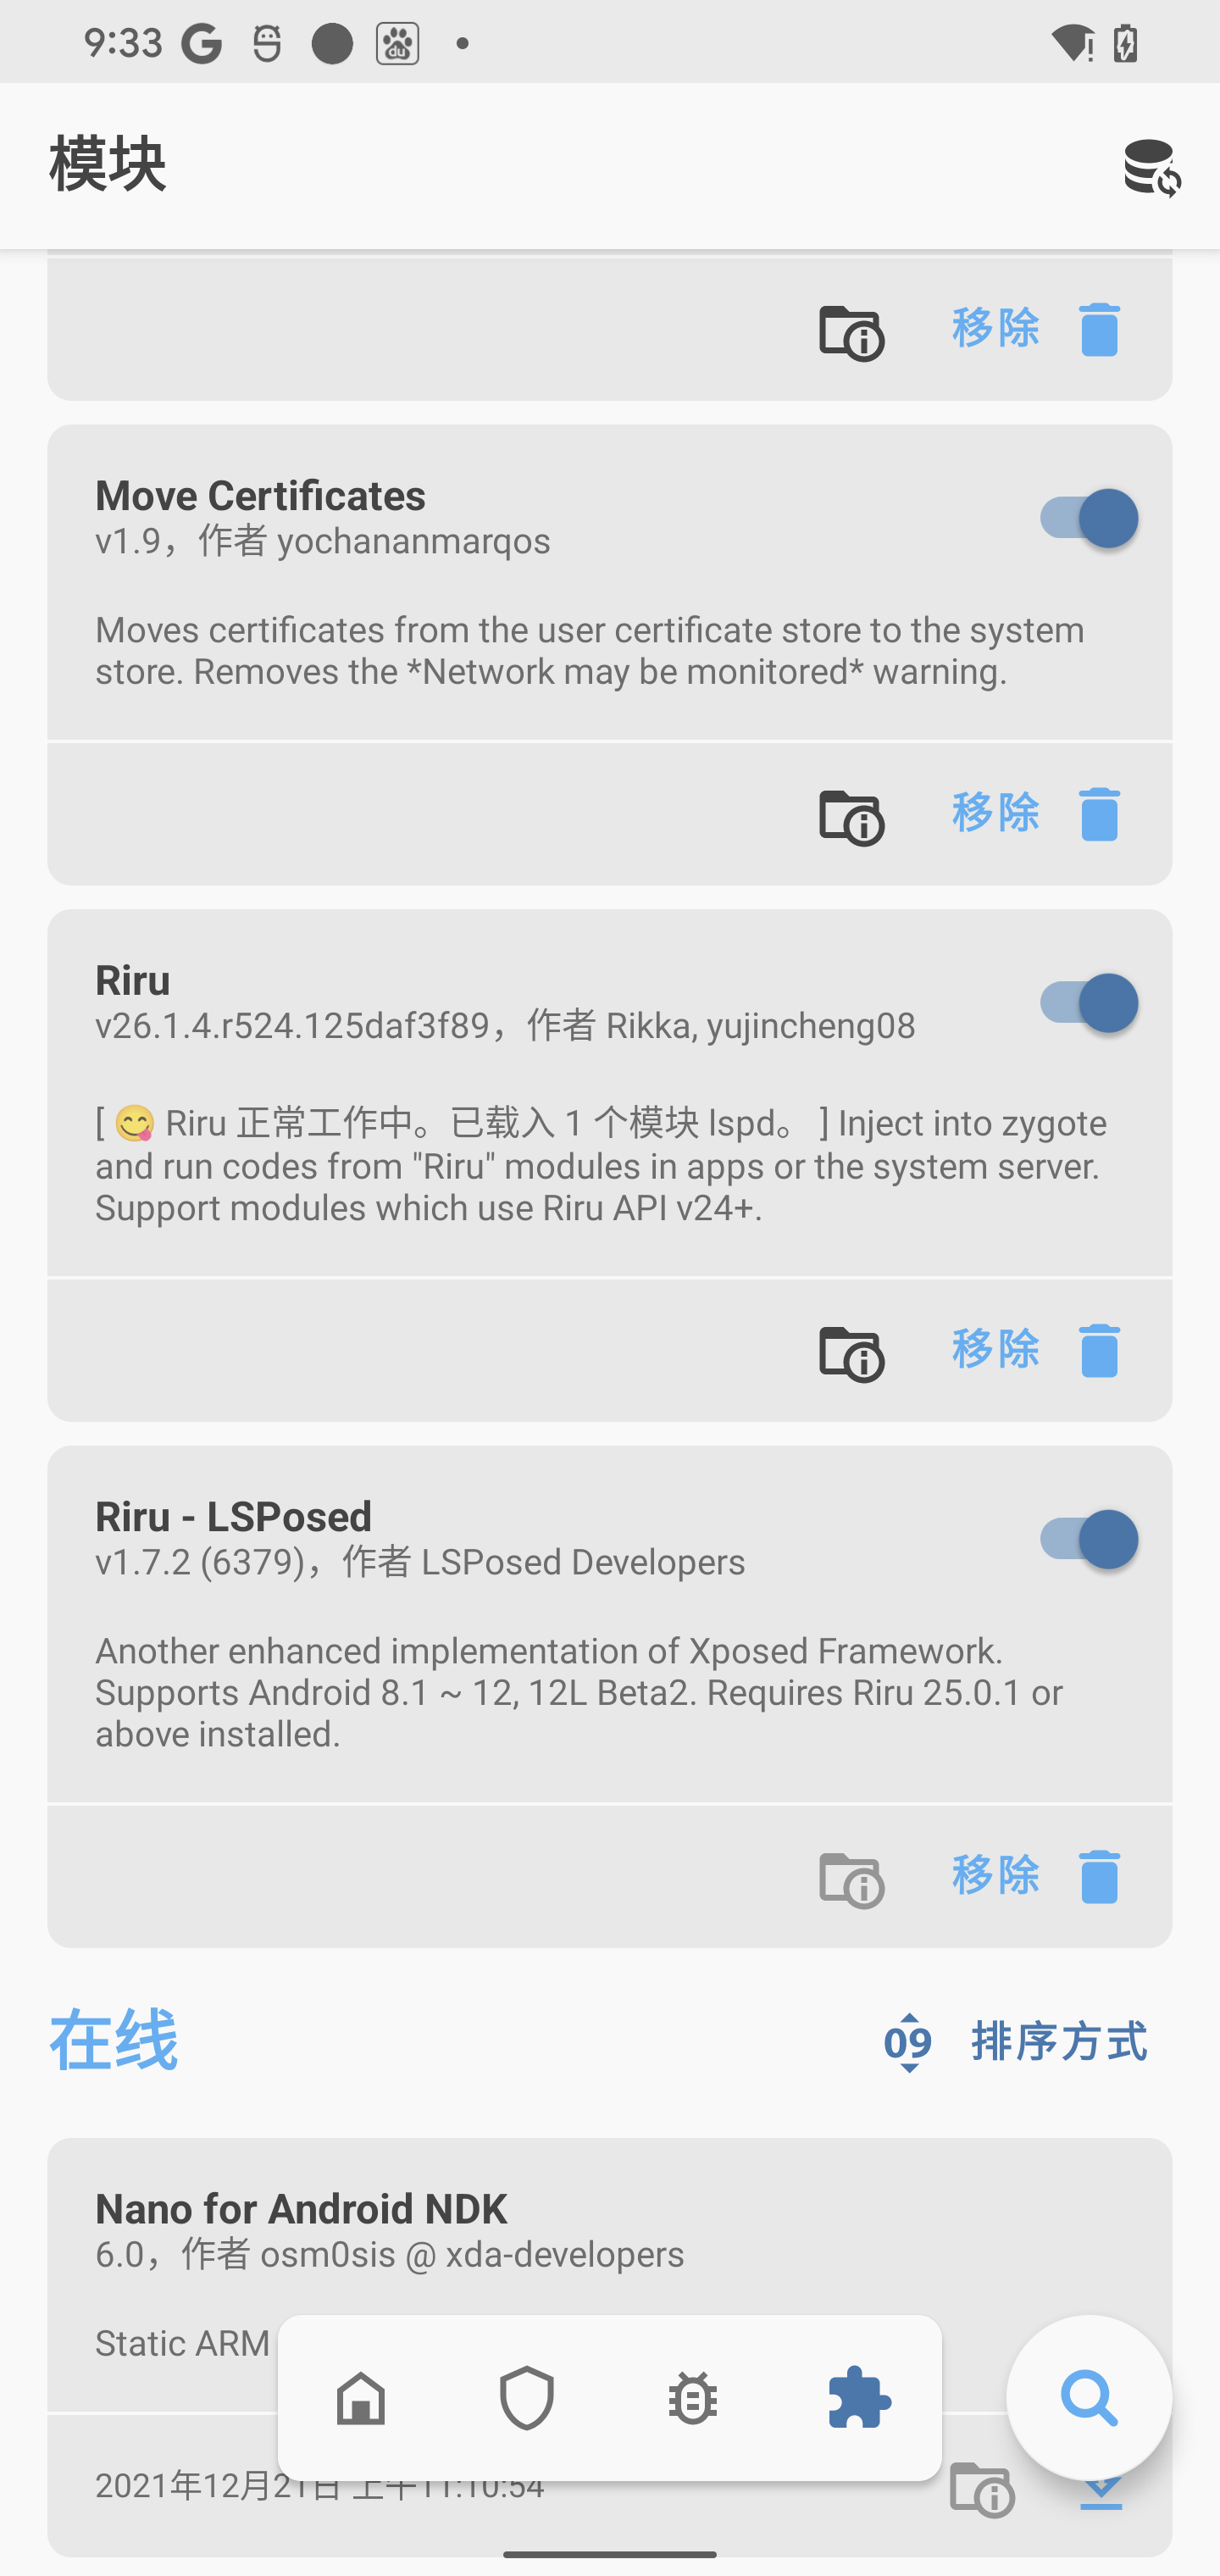 9:33
模块
移除
Move Certificates
v1.9，作者 yochananmarqos
Moves certificates from the user certificate store to the system
store. Removes the *Network may be monitored* warning.
移除
Riru
v26.1.4.r524.125daf3f89，作者 Rikka, yujincheng08
[ 😋 Riru 正常工作中。已载入 1 个模块 lspd。 ] Inject into zygote
and run codes from "Riru" modules in apps or the system server.
Support modules which use Riru API v24+.
移除
Riru - LSPosed
v1.7.2 (6379)，作者 LSPosed Developers
Another enhanced implementation of Xposed Framework.
Supports Android 8.1 ~ 12, 12L Beta2. Requires Riru 25.0.1 or
above installed.
移除
在线
09 排序方式
Nano for Android NDK
6.0，作者 osm0sis @ xda-developers
Static ARM
2021年12月21日 上午11:10:54